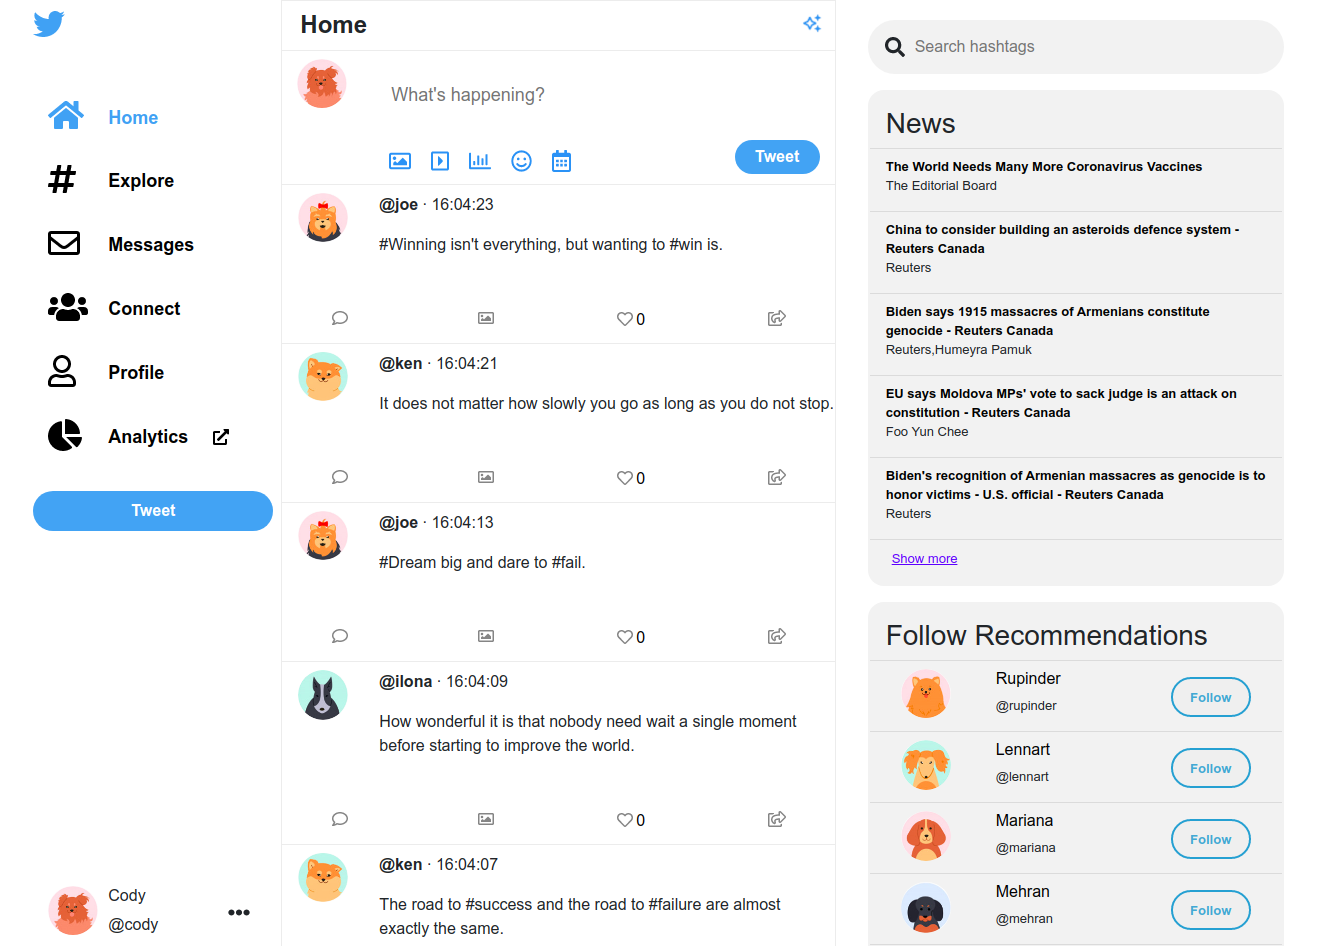 Home
Explore
Messages
Connect
Profile
Analytics
Tweet
Cody
@cody
Home
What's happening?
Tweet
@joe · 16:04:23
#Winning isn't everything, but wanting to #win is.
0
@ken · 16:04:21
It does not matter how slowly you go as long as you do not stop.
0
@joe · 16:04:13
#Dream big and dare to #fail.
0
@ilona · 16:04:09
How wonderful it is that nobody need wait a single moment
before starting to improve the world.
0
@ken · 16:04:07
The road to #success and the road to #failure are almost
exactly the same.
Search hashtags
News
The World Needs Many More Coronavirus Vaccines
The Editorial Board
China to consider building an asteroids defence system -
Reuters Canada
Reuters
Biden says 1915 massacres of Armenians constitute
genocide - Reuters Canada
Reuters,Humeyra Pamuk
EU says Moldova MPs' vote to sack judge is an attack on
constitution - Reuters Canada
Foo Yun Chee
Biden's recognition of Armenian massacres as genocide is to
honor victims - U.S. official - Reuters Canada
Reuters
Show more
Follow Recommendations
Rupinder
@rupinder
Follow
Lennart
@lennart
Follow
Mariana
@mariana
Follow
Mehran
@mehran
Follow